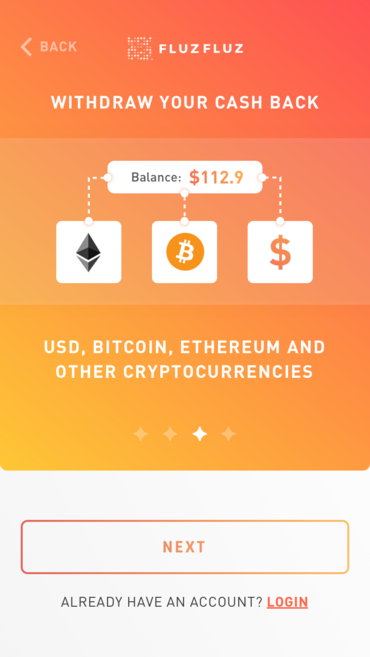 BACK
FLUZFLUZ
WITHDRAW YOUR CASH BACK
Balance: $112.9
$
USD, BITCOIN, ETHEREUM AND
OTHER CRYPTOCURRENCIES
NEXT
ALREADY HAVE AN ACCOUNT? LOGIN